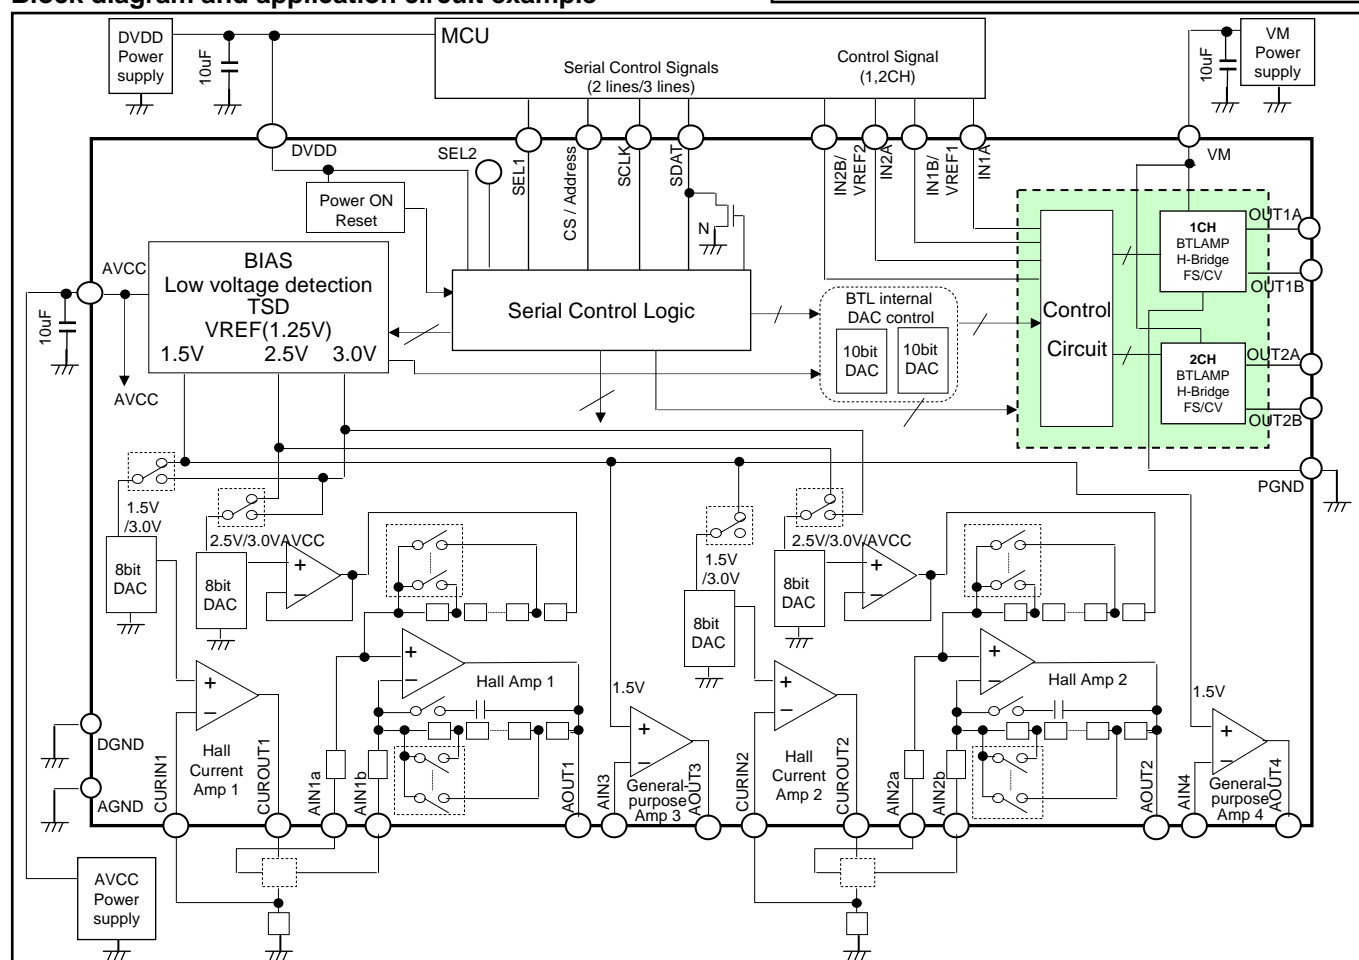 Block diagram and application circuit example
DVDD
Power
supply
10uF
MCU
Serial Control Signals
(2 lines/3 lines)
Control Signal
(1,2CH)
10uF
VM
Power
supply
DVDD
SEL2
SEL1
CS / Address
SCLK
SDAT
IN2B/
VREF2
IN2A
IN1B/
VREF1
IN1A
VM
Power ON
Reset
N
OUT1A
1CH
BTLAMP
H-Bridge
FS/CV
OUT1B
AVCC
BIAS
Low voltage detection
TSD
VREF(1.25V)
1.5V 2.5V 3.0V
10uF
AVCC
Serial Control Logic
BTL internal
DAC control
10bit
DAC
10bit
DAC
Control
Circuit
OUT2A
2CH
BTLAMP
H-Bridge
FS/CV
OUT2B
PGND
1.5V
/3.0V
8bit
DAC
2.5V/3.0V/AVCC
8bit
DAC
+
−
1.5V
/3.0V
8bit
DAC
2.5V/3.0V/AVCC
8bit
DAC
+
−
+
−
Hall
Current
Amp 1
+
−
Hall Amp 1
1.5V
+
−
General-
purpose
Amp 3
+
−
Hall
Current
Amp 2
+
−
Hall Amp 2
1.5V
+
−
General-
purpose
Amp 4
DGND
AGND
CURIN1
CUROUT1
AIN1a
AIN1b
AOUT1
AIN3
AOUT3
CURIN2
CUROUT2
AIN2a
AIN2b
AOUT2
AIN4
AOUT4
AVCC
Power
supply